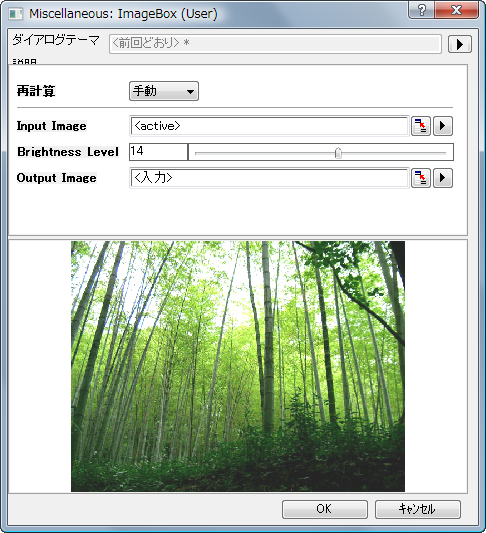 Miscellaneous: ImageBox (User)
ダイアログテーマ <前回どおり> *
説明
再計算 手動
Input Image <active>
Brightness Level 14
Output Image <入力>
OK キャンセル